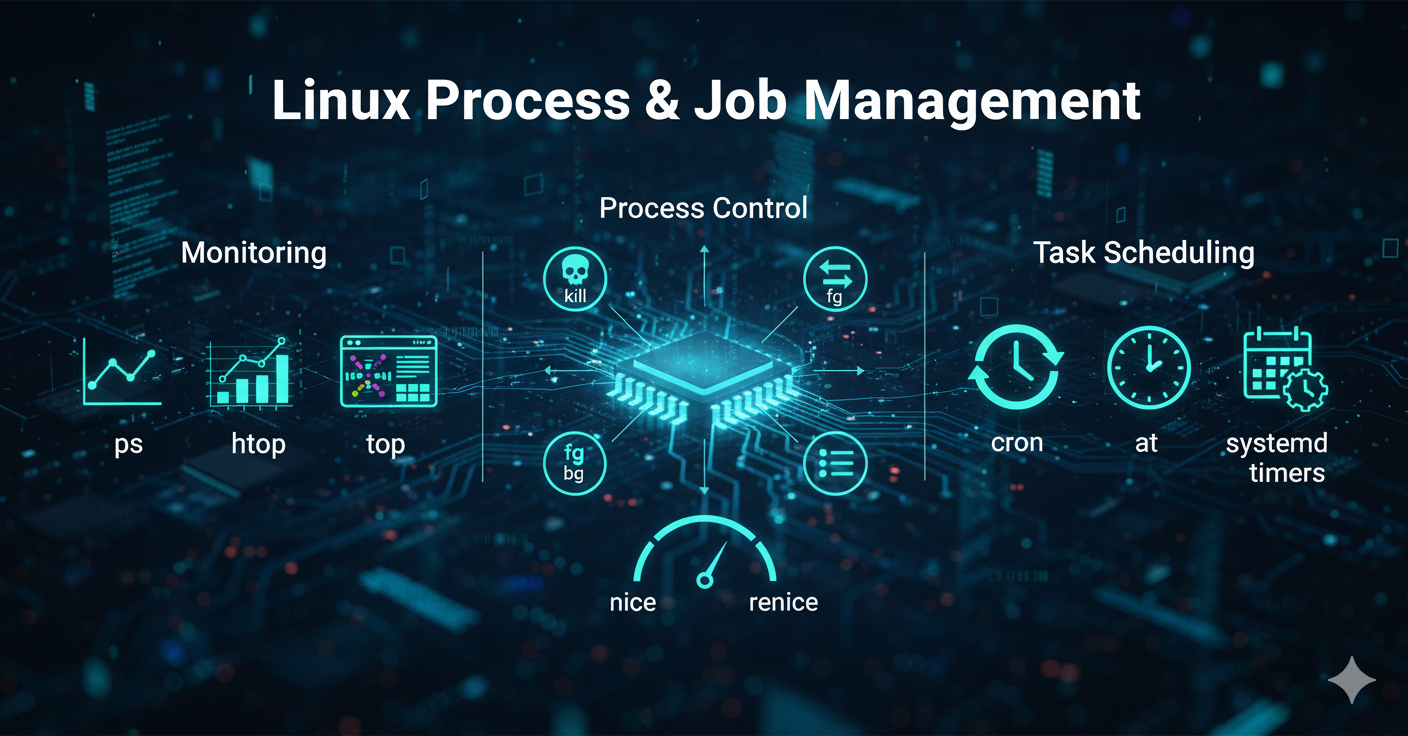 Linux Process & Job Management
Monitoring
ps
htop
top
Process Control
kill
fg
fg
bg
nice
renice
Task Scheduling
cron
at
systemd
timers